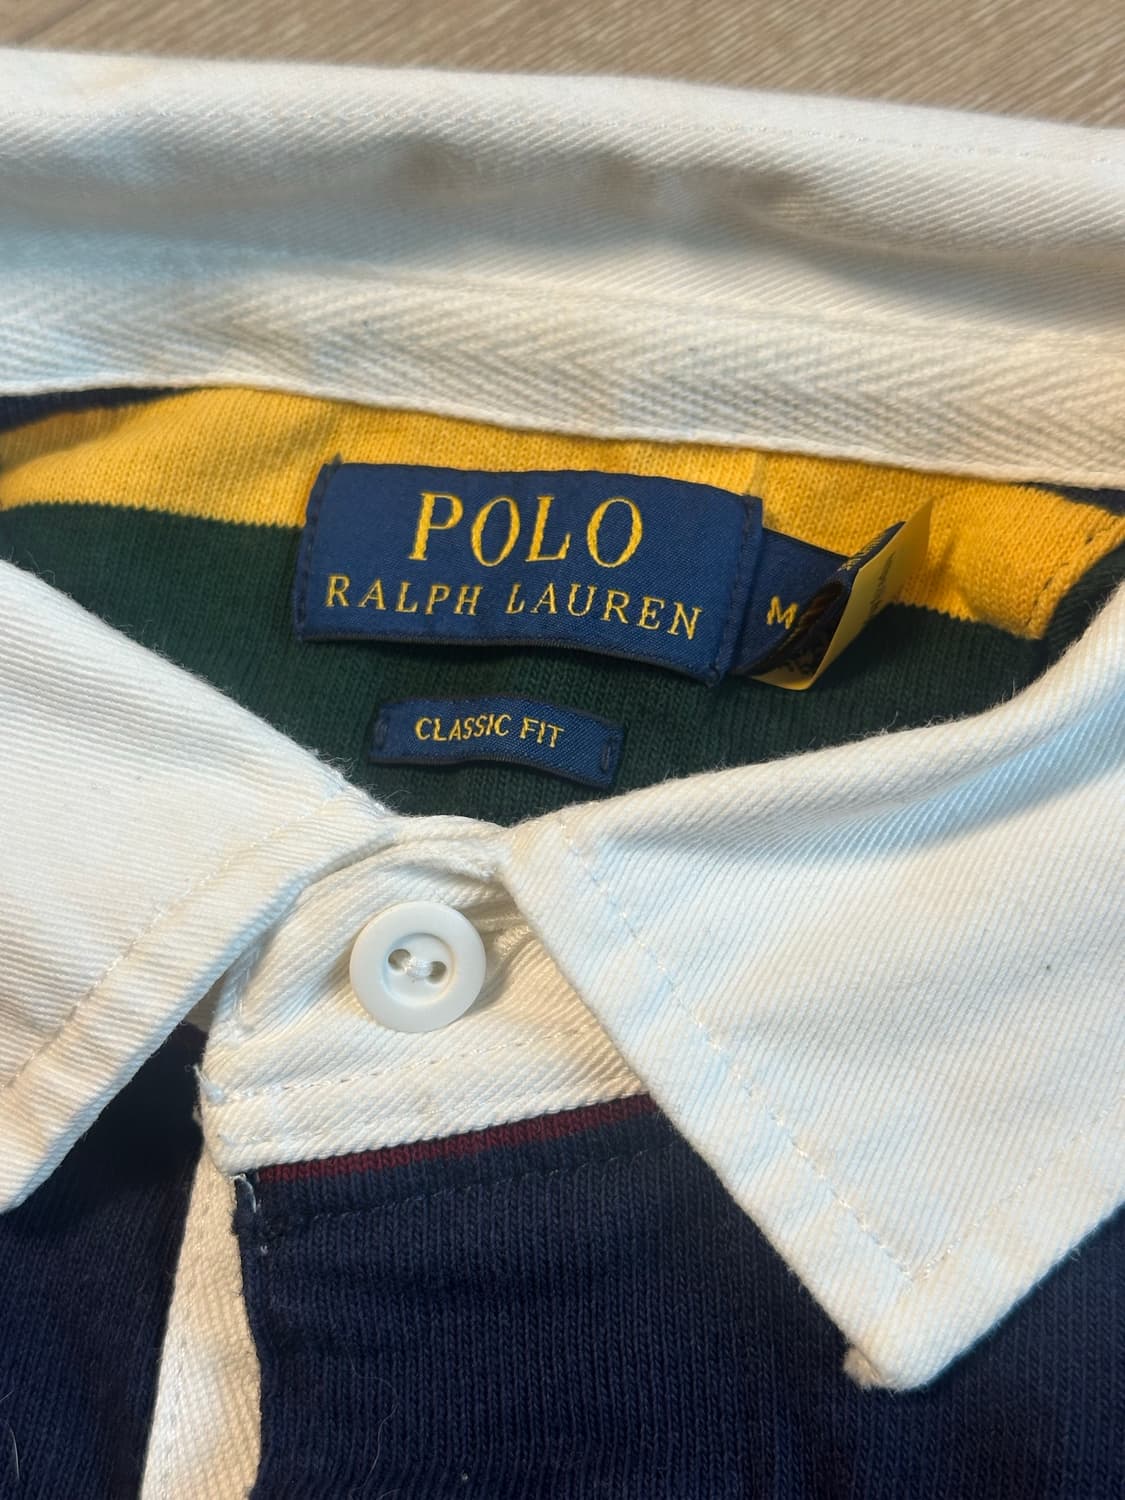 POLO
RALPH LAUREN
M
CLASSIC FIT